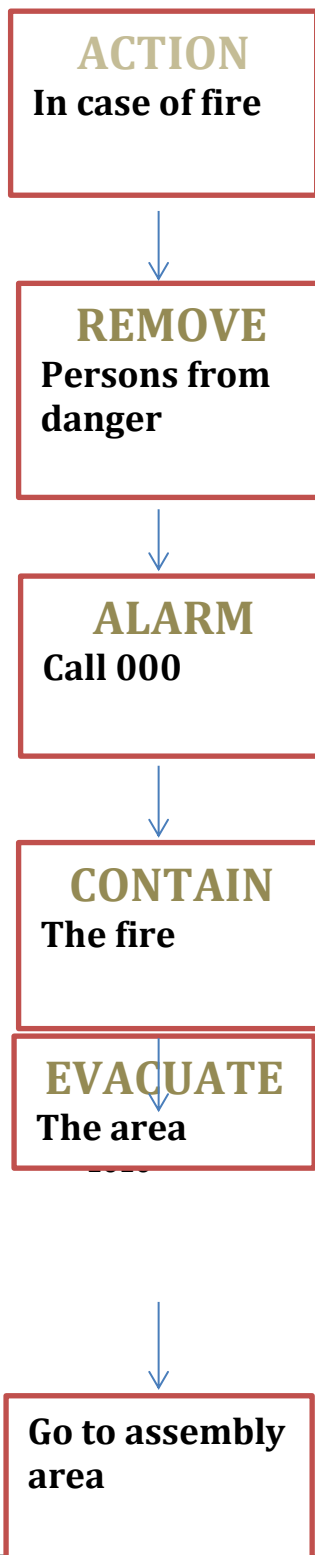 ACTION
In case of fire
REMOVE
Persons from
danger
ALARM
Call 000
CONTAIN
The fire
EVACUATE
The area
Go to assembly
area